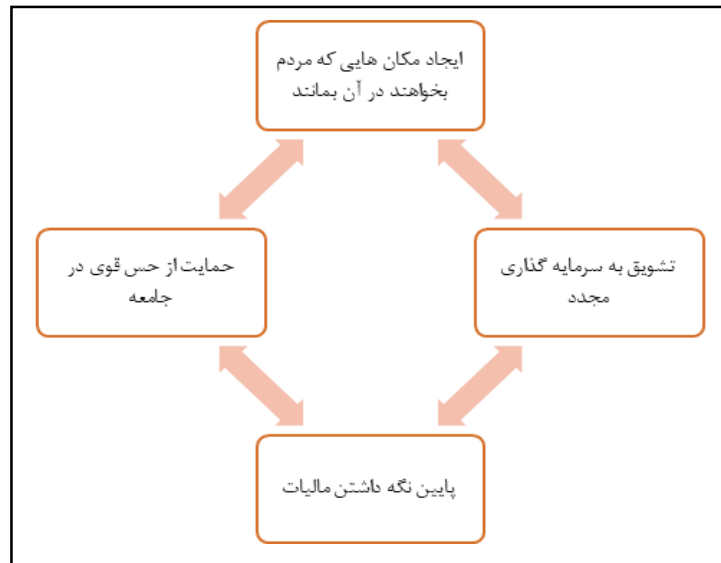 ایجاد مکان هایی که مردم
بخواهند در آن بمانند
تشویق به سرمایه گذاری
مجدد
حمایت از حس قوی در
جامعه
پایین نگه داشتن مالیات